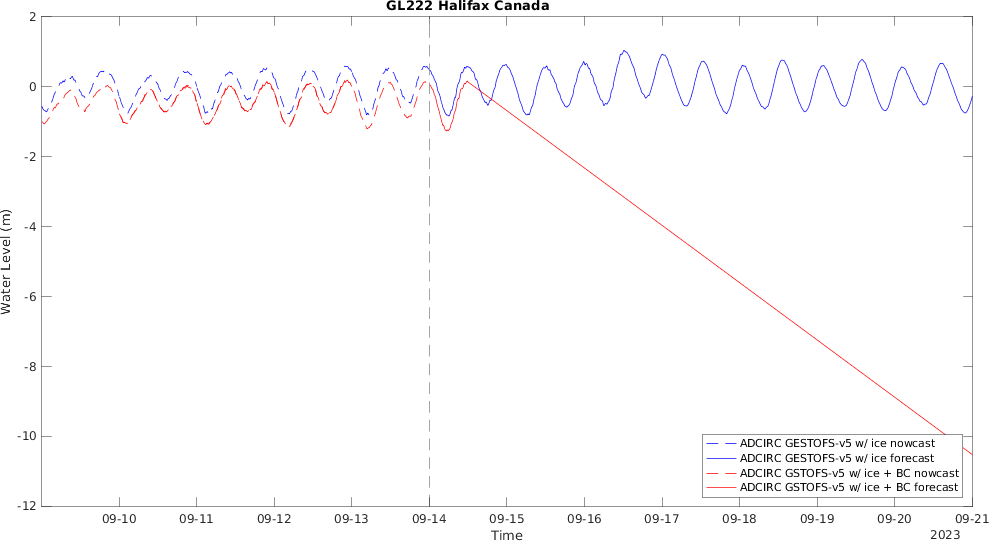 GL222 Halifax Canada
2
0
-2
-4
-6
-8
-10
-12
Water Level (m)
ADCIRC GESTOFS-v5 w/ ice nowcast
ADCIRC GESTOFS-v5 w/ ice forecast
ADCIRC GSTOFS-v5 w/ ice + BC nowcast
ADCIRC GSTOFS-v5 w/ ice + BC forecast
09-10 09-11 09-12 09-13 09-14 09-15 09-16 09-17 09-18 09-19 09-20 09-21
Time
2023